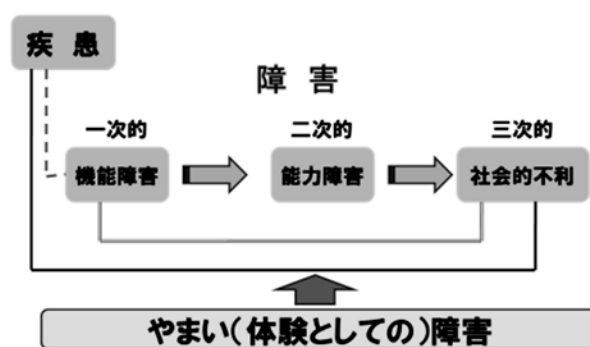 疾患
障害
一次的
二次的
三次的
機能障害
能力障害
社会的不利
やまい(体験としての)障害